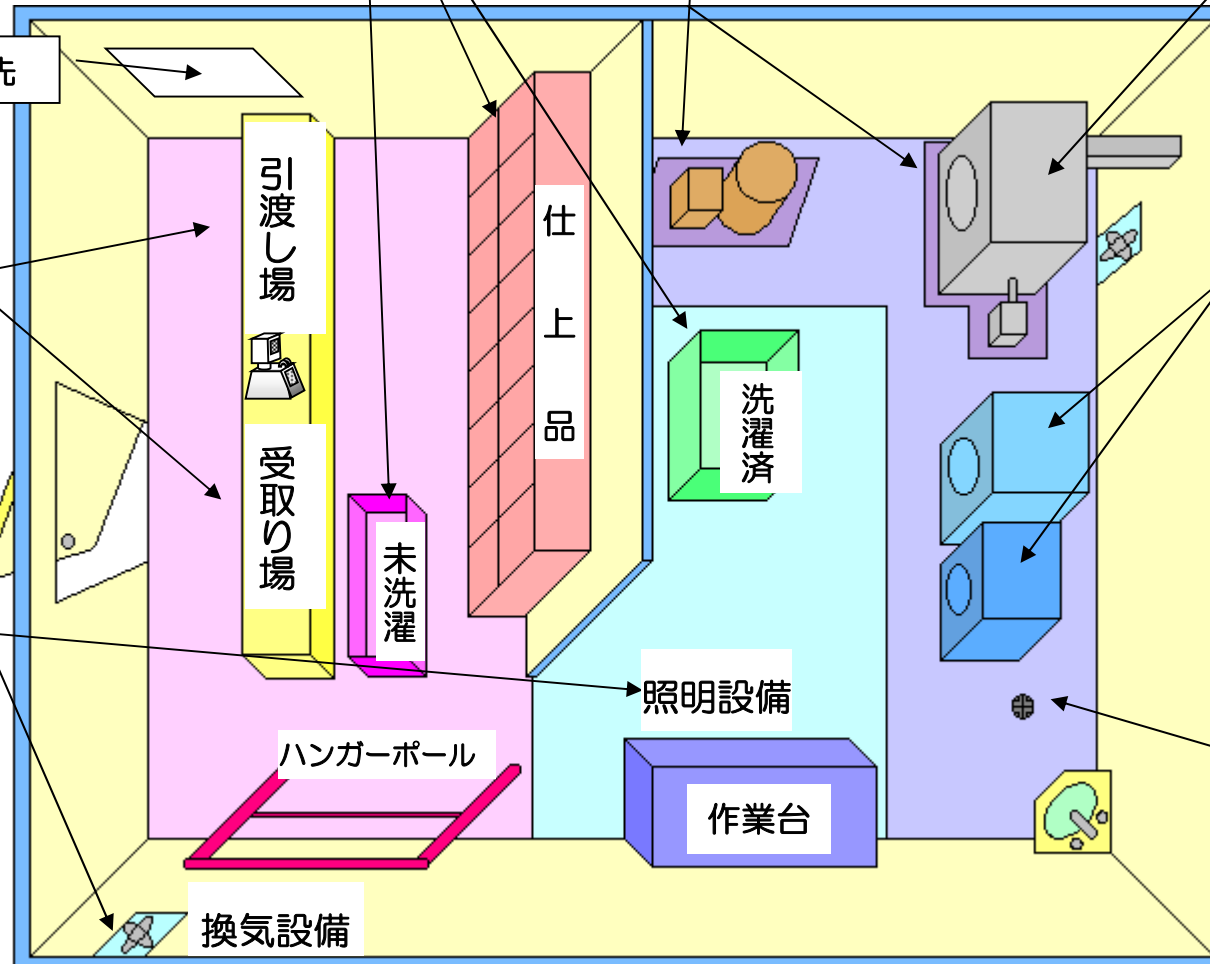 先
引渡し場
仕上品
洗濯済
受取り場
未洗濯
照明設備
ハンガーポール
作業台
換気設備